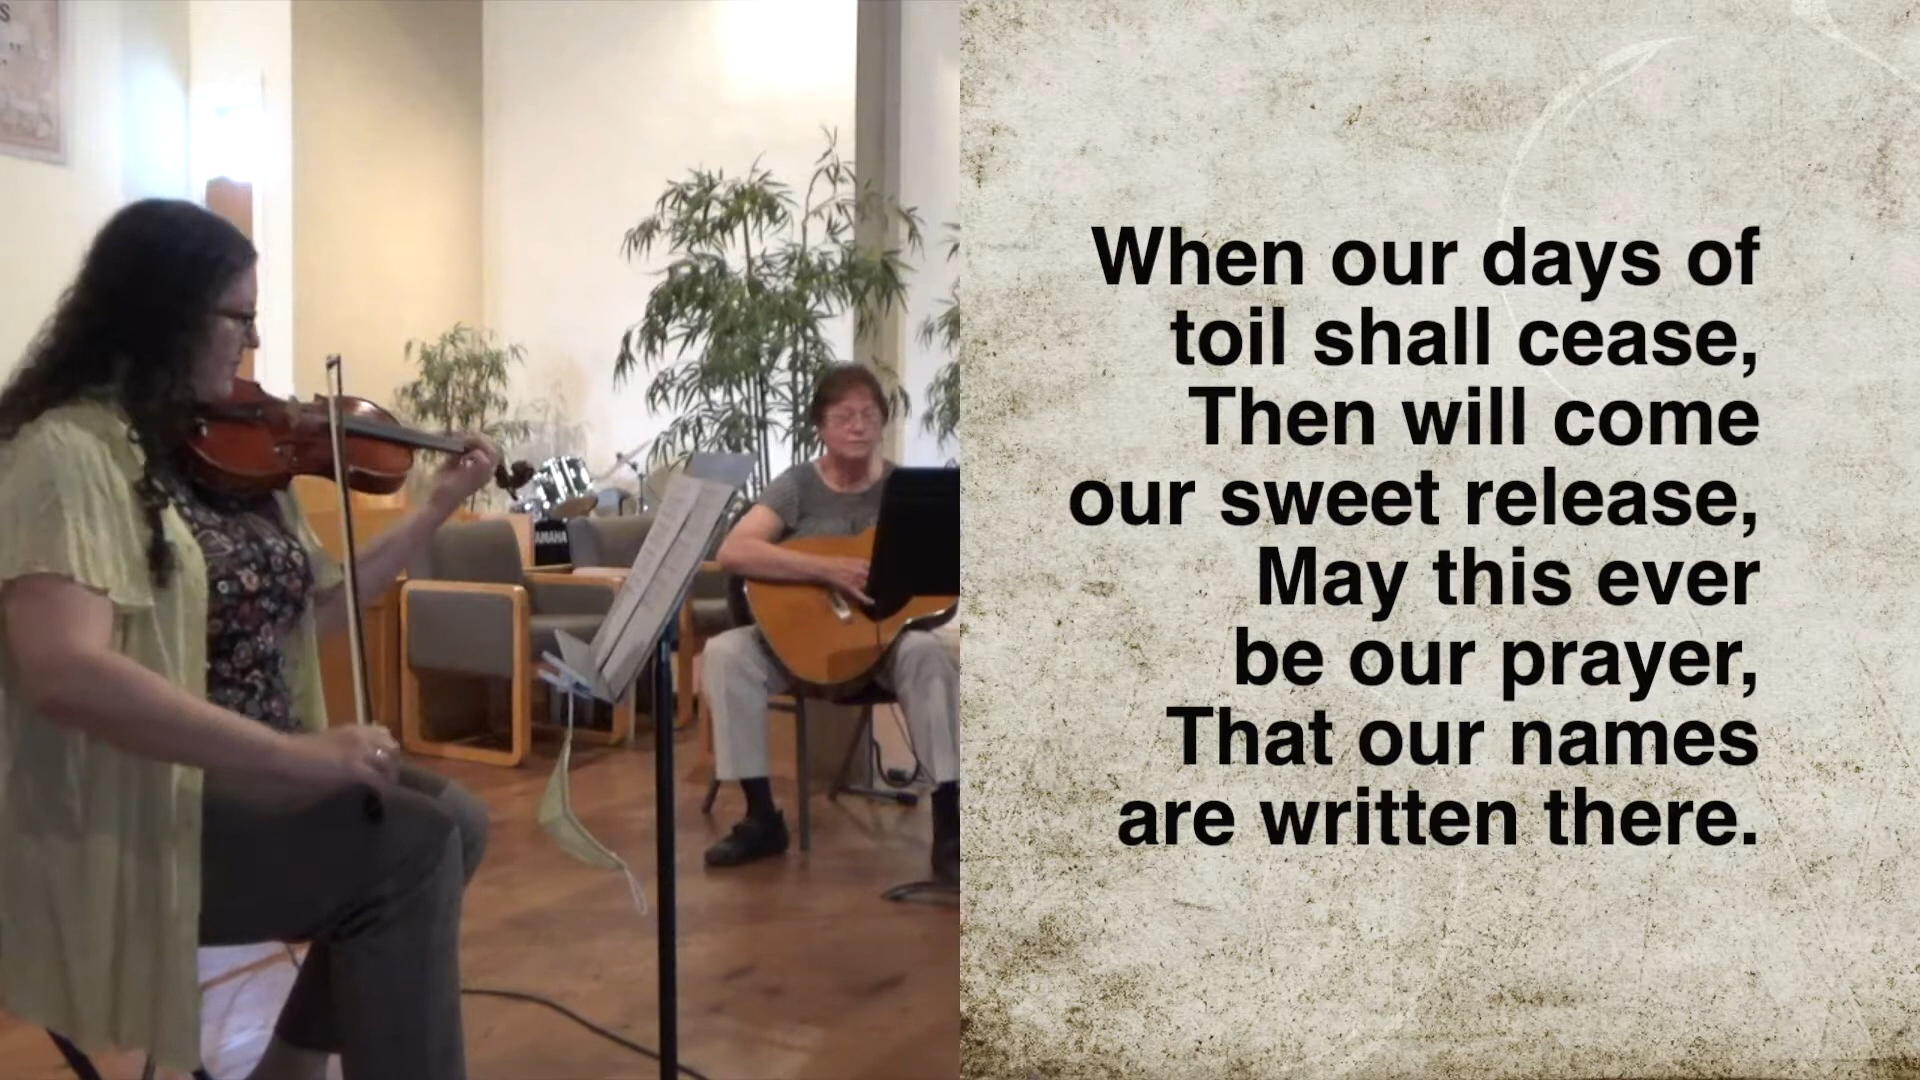 S
"
AMAHA
When our days of
toil shall cease,
Then will come
our sweet release,
May this ever
be our prayer,
That our names
are written there.